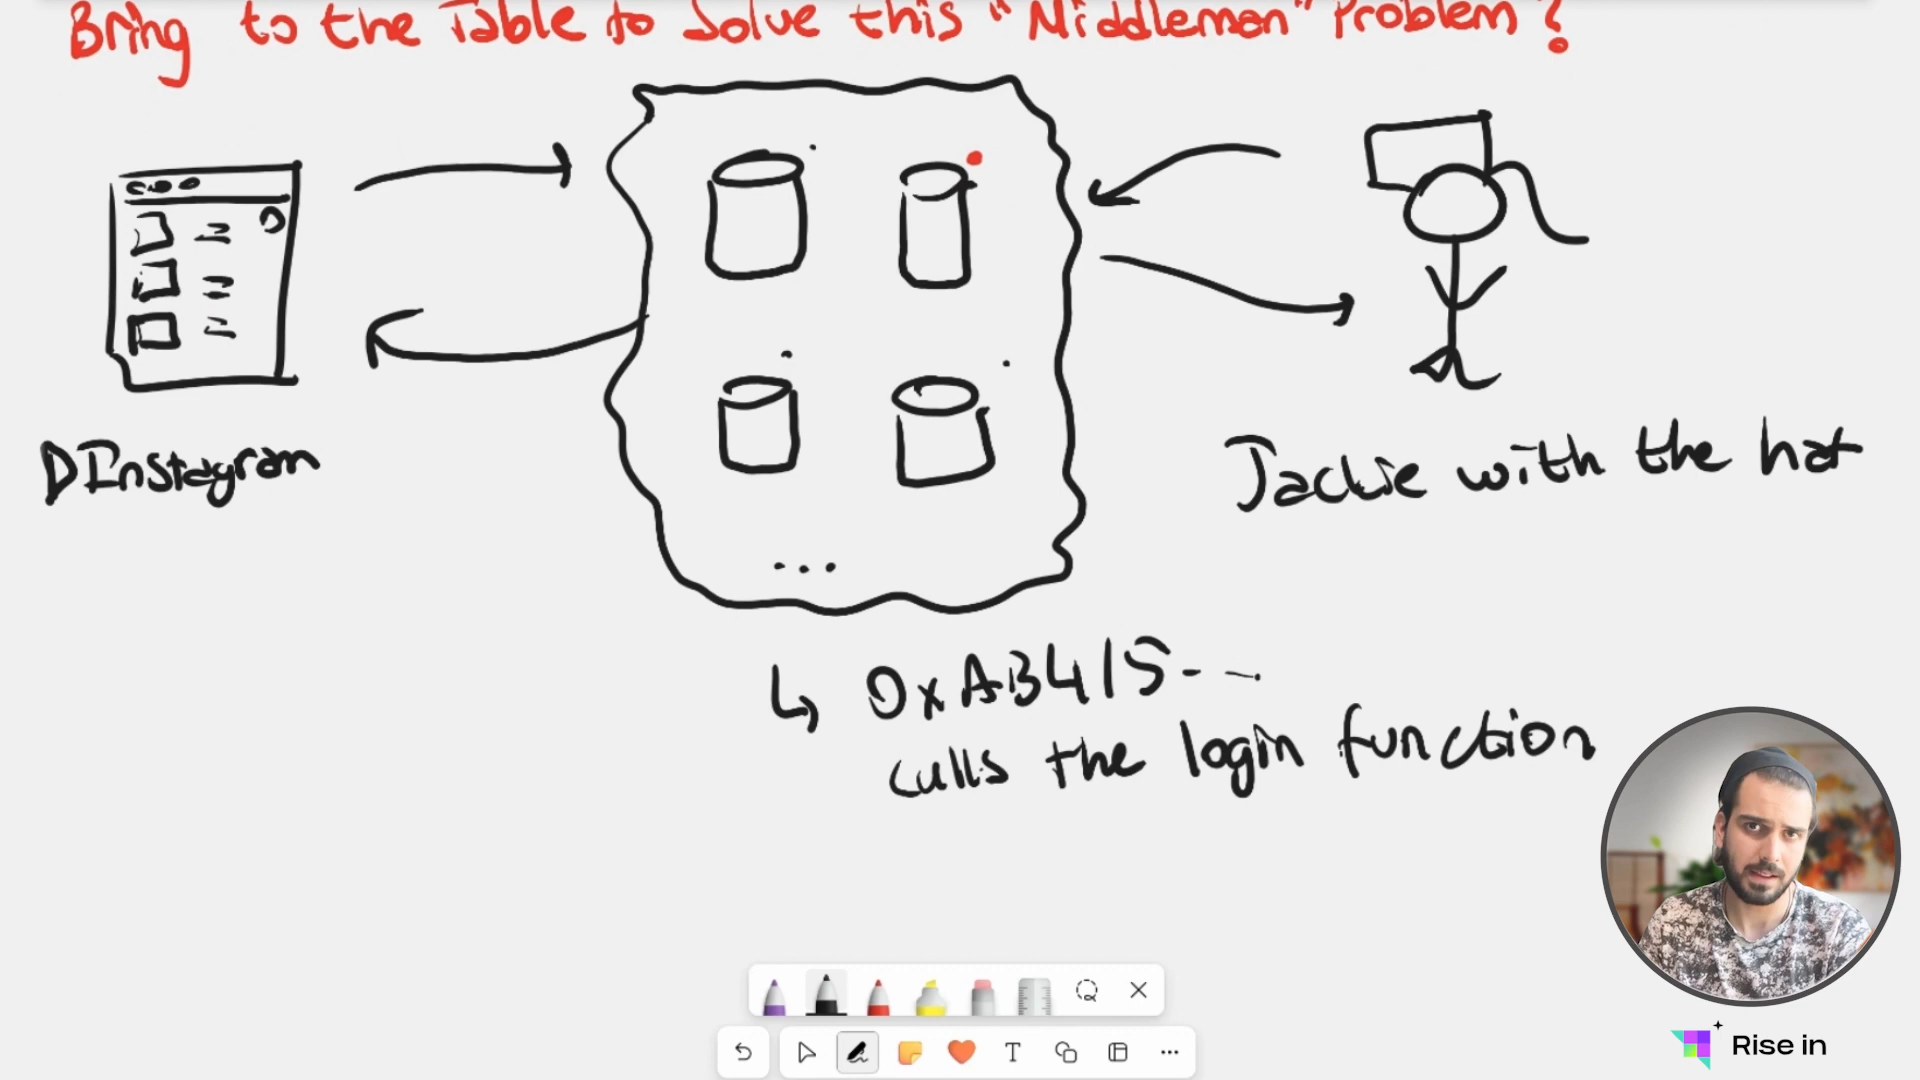 Bring to the Table to Solve this "Middleman" Problem?
DInstagram
Jackie with the hat
...
↳ 0xAB415- ...
calls the login function
T
Rise in